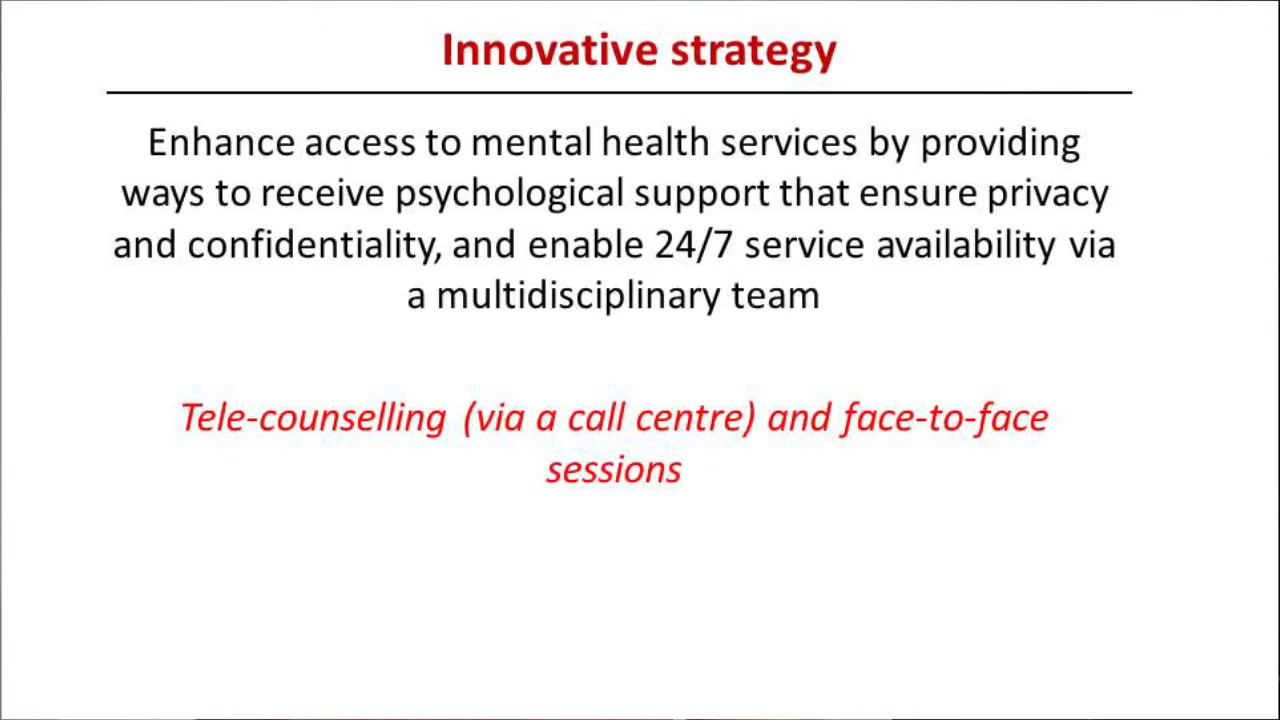 Innovative strategy
Enhance access to mental health services by providing
ways to receive psychological support that ensure privacy
and confidentiality, and enable 24/7 service availability via
a multidisciplinary team
Tele-counselling (via a call centre) and face-to-face
sessions